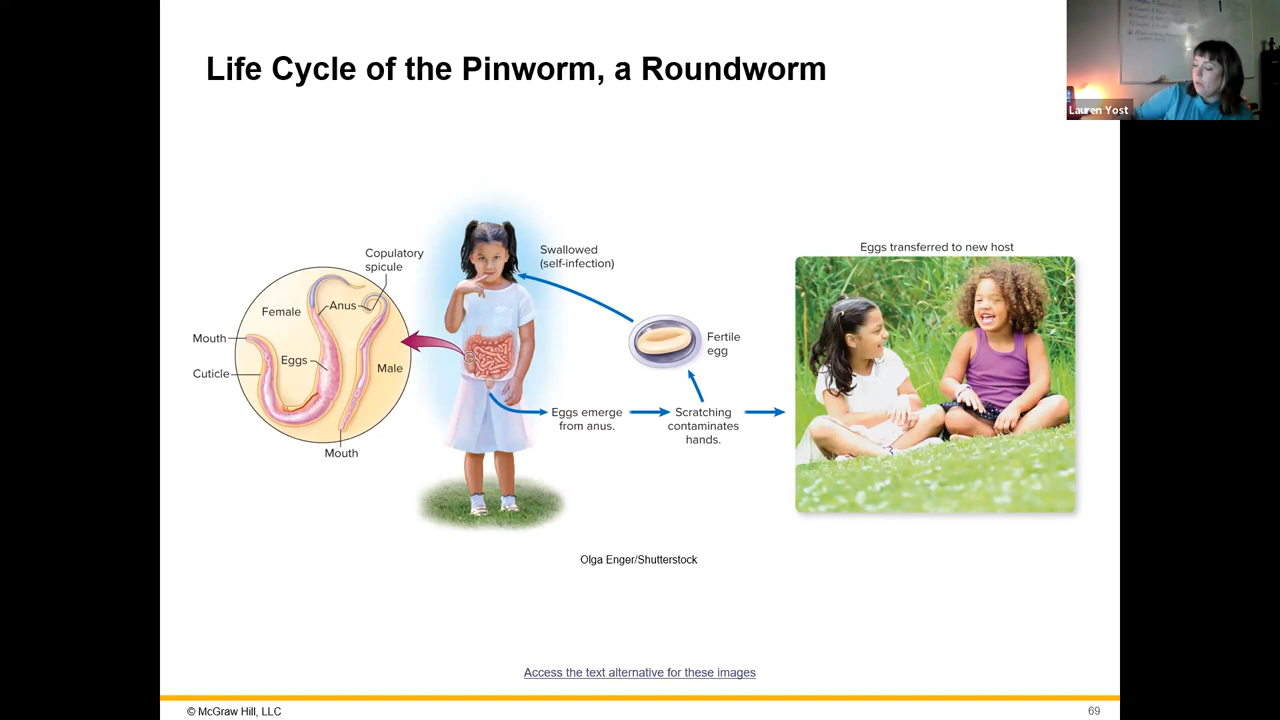 Life Cycle of the Pinworm, a Roundworm
Lauren Yost
Copulatory
spicule
Female
Anus
Mouth
Eggs
Cuticle
Male
Mouth
Swallowed
(self-infection)
Fertile
egg
Eggs emerge
from anus.
Scratching
contaminates
hands.
Eggs transferred to new host
Olga Enger/Shutterstock
Access the text alternative for these images
© McGraw Hill, LLC
69